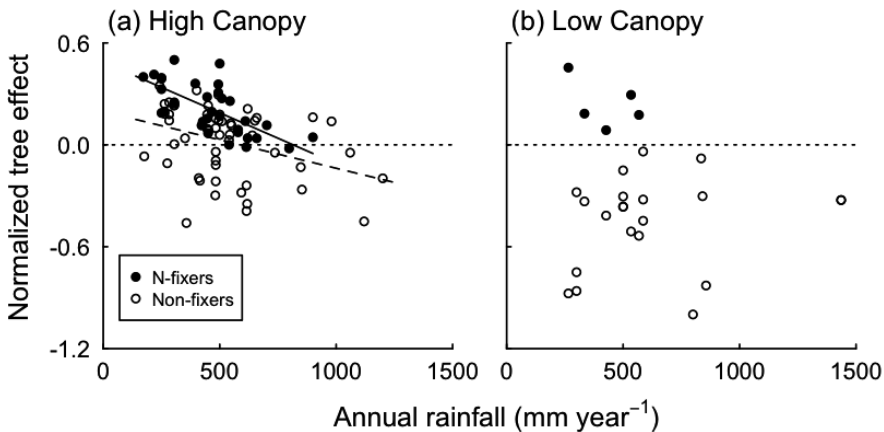 (a) High Canopy
(b) Low Canopy
Normalized tree effect
0.6
0.0
-0.6
-1.2
N-fixers
Non-fixers
0 500 1000 1500
0 500 1000 1500
Annual rainfall (mm year⁻¹)